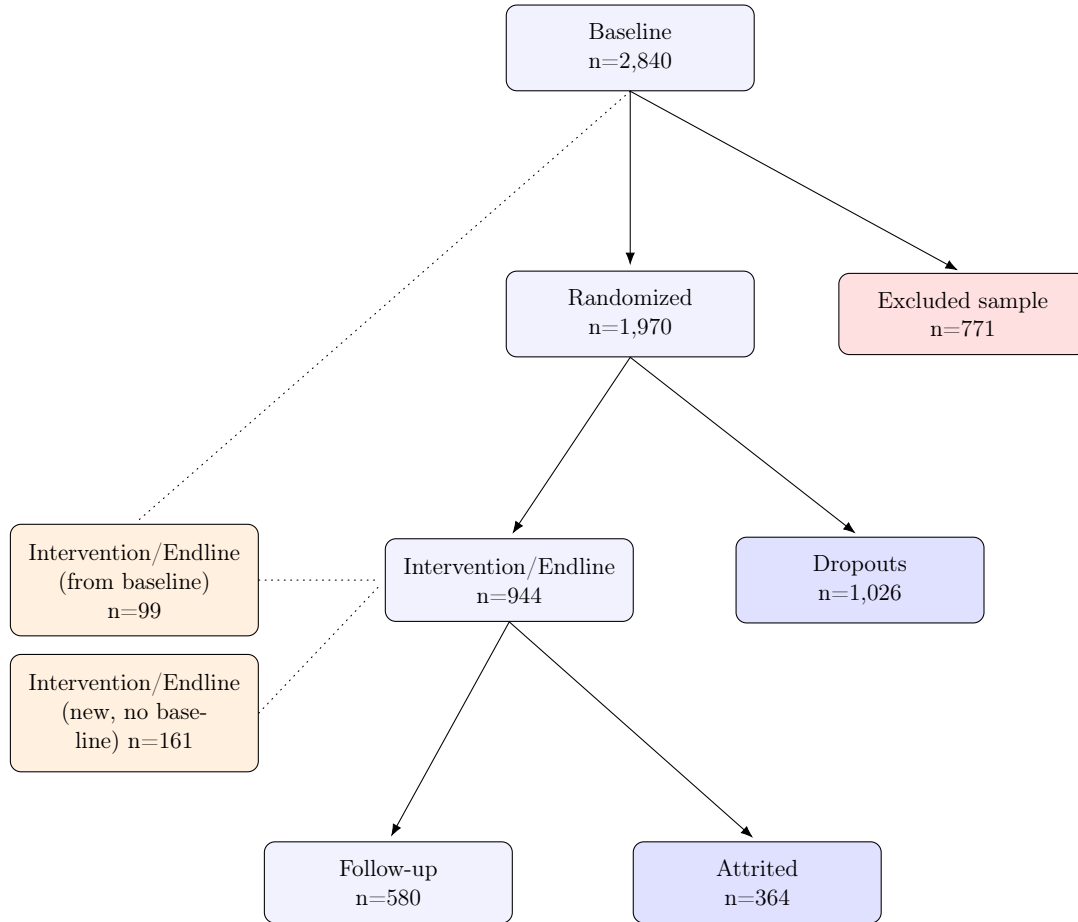 Baseline
n=2,840
Randomized
n=1,970
Excluded sample
n=771
Intervention/Endline
(from baseline)
n=99
Intervention/Endline
n=944
Dropouts
n=1,026
Intervention/Endline
(new, no base-
line) n=161
Follow-up
n=580
Attrited
n=364